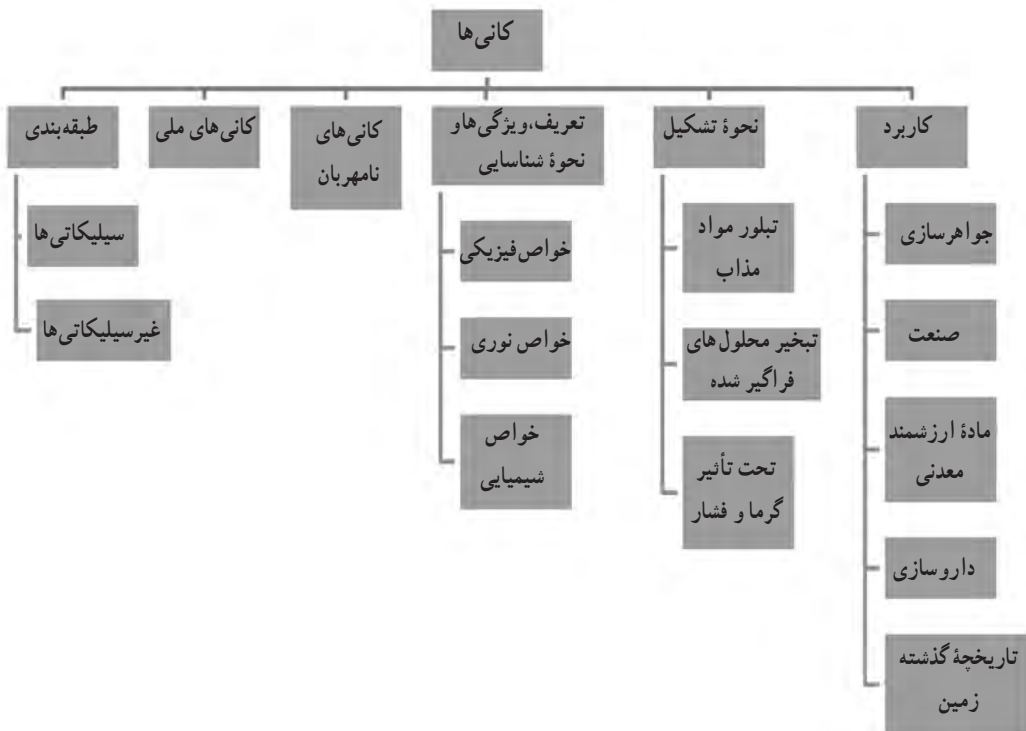 کانی‌ها
کاربرد
جواهرسازی
صنعت
مادهٔ ارزشمند
معدنی
داروسازی
تاریخچهٔ گذشته
زمین
نحوهٔ تشکیل
تبلور مواد
مذاب
تبخیر محلول‌های
فراگیر شده
تحت تأثیر
گرما و فشار
تعریف،ویژگی‌هاو
نحوهٔ شناسایی
خواص‌فیزیکی
خواص نوری
خواص
شیمیایی
کانی‌های
نامهربان
کانی‌های ملی
طبقه‌بندی
سیلیکاتی‌ها
غیرسیلیکاتی‌ها